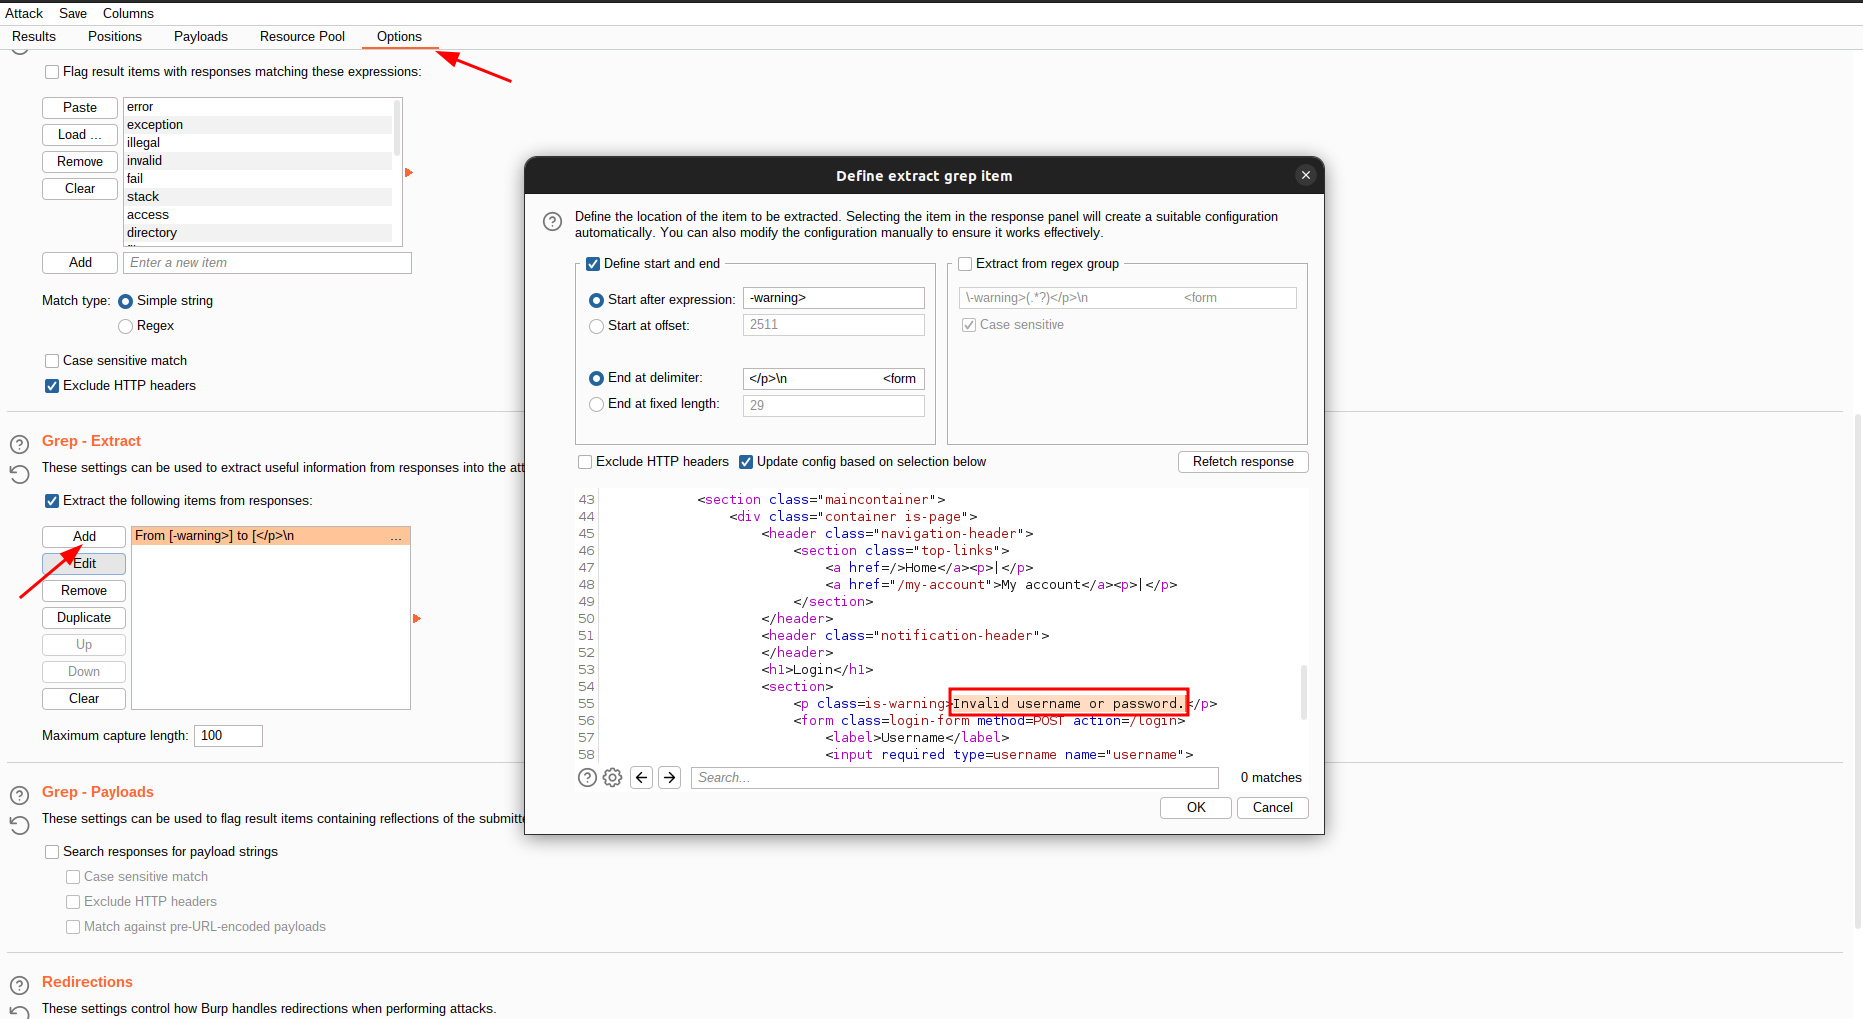 Attack Save Columns
Results Positions Payloads Resource Pool Options
Flag result items with responses matching these expressions:
Paste
Load ...
Remove
Clear
error
exception
illegal
invalid
fail
stack
access
directory
Add Enter a new item
Match type: Simple string
Regex
Case sensitive match
Exclude HTTP headers
Grep - Extract
These settings can be used to extract useful information from responses into the att
Extract the following items from responses:
Add
Edit
Remove
Duplicate
Up
Down
Clear
From [-warning>] to [</p>\n ...
Maximum capture length: 100
Grep - Payloads
These settings can be used to flag result items containing reflections of the submitte
Search responses for payload strings
Case sensitive match
Exclude HTTP headers
Match against pre-URL-encoded payloads
Redirections
These settings control how Burp handles redirections when performing attacks.
Define extract grep item
Define the location of the item to be extracted. Selecting the item in the response panel will create a suitable configuration
automatically. You can also modify the configuration manually to ensure it works effectively.
Define start and end
Start after expression: -warning>
Start at offset: 2511
End at delimiter: </p>\n <form
End at fixed length: 29
Extract from regex group
\-warning>(.*?)</p>\n <form
Case sensitive
Exclude HTTP headers Update config based on selection below Refetch response
43 <section class="maincontainer">
44 <div class="container is-page">
45 <header class="navigation-header">
46 <section class="top-links">
47 <a href=/>Home</a><p>|</p>
48 <a href="/my-account">My account</a><p>|</p>
49 </section>
50 </header>
51 <header class="notification-header">
52 </header>
53 <h1>Login</h1>
54 <section>
55 <p class=is-warning>Invalid username or password.</p>
56 <form class=login-form method=POST action=/login>
57 <label>Username</label>
58 <input required type=username name="username">
Search... 0 matches
OK Cancel